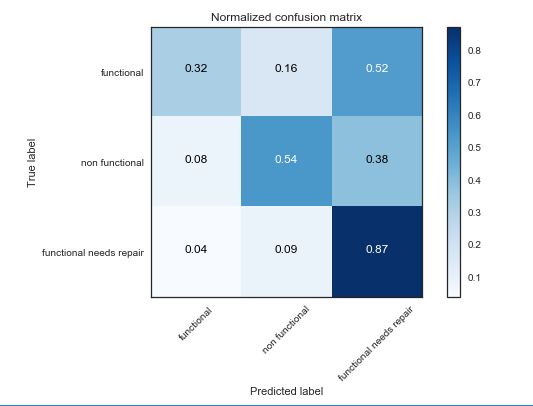 Normalized confusion matrix
True label
functional
0.32 0.16 0.52
non functional
0.08 0.54 0.38
functional needs repair
0.04 0.09 0.87
functional
non functional
functional needs repair
Predicted label
0.8
0.7
0.6
0.5
0.4
0.3
0.2
0.1